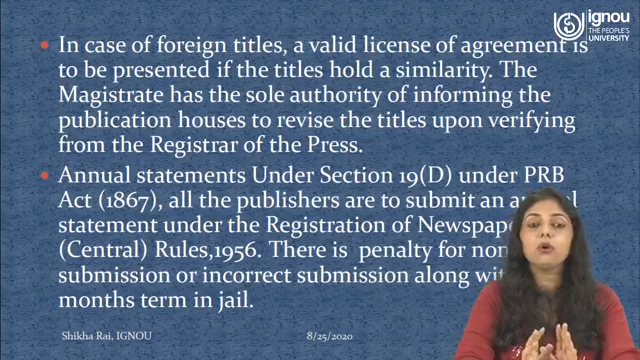 ignou
THE PEOPLE'S
UNIVERSITY
• In case of foreign titles, a valid license of agreement is
to be presented if the titles hold a similarity. The
Magistrate has the sole authority of informing the
publication houses to revise the titles upon verifying
from the Registrar of the Press.
• Annual statements Under Section 19(D) under PRB
Act (1867), all the publishers are to submit an
statement under the Registration of
(Central) Rules,1956. There is penalty for
submission or incorrect submission along
months term in jail.
Shikha Rai, IGNOU
8/25/2020